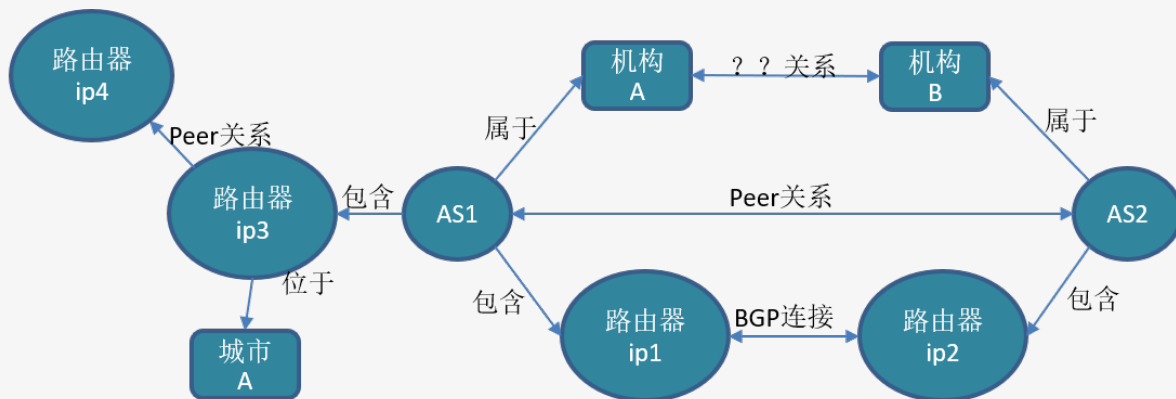 路由器
ip4
机构
A
？？关系
机构
B
属于
属于
Peer关系
路由器
ip3
包含
AS1
Peer关系
AS2
位于
包含
路由器
ip1
BGP连接
路由器
ip2
包含
城市
A